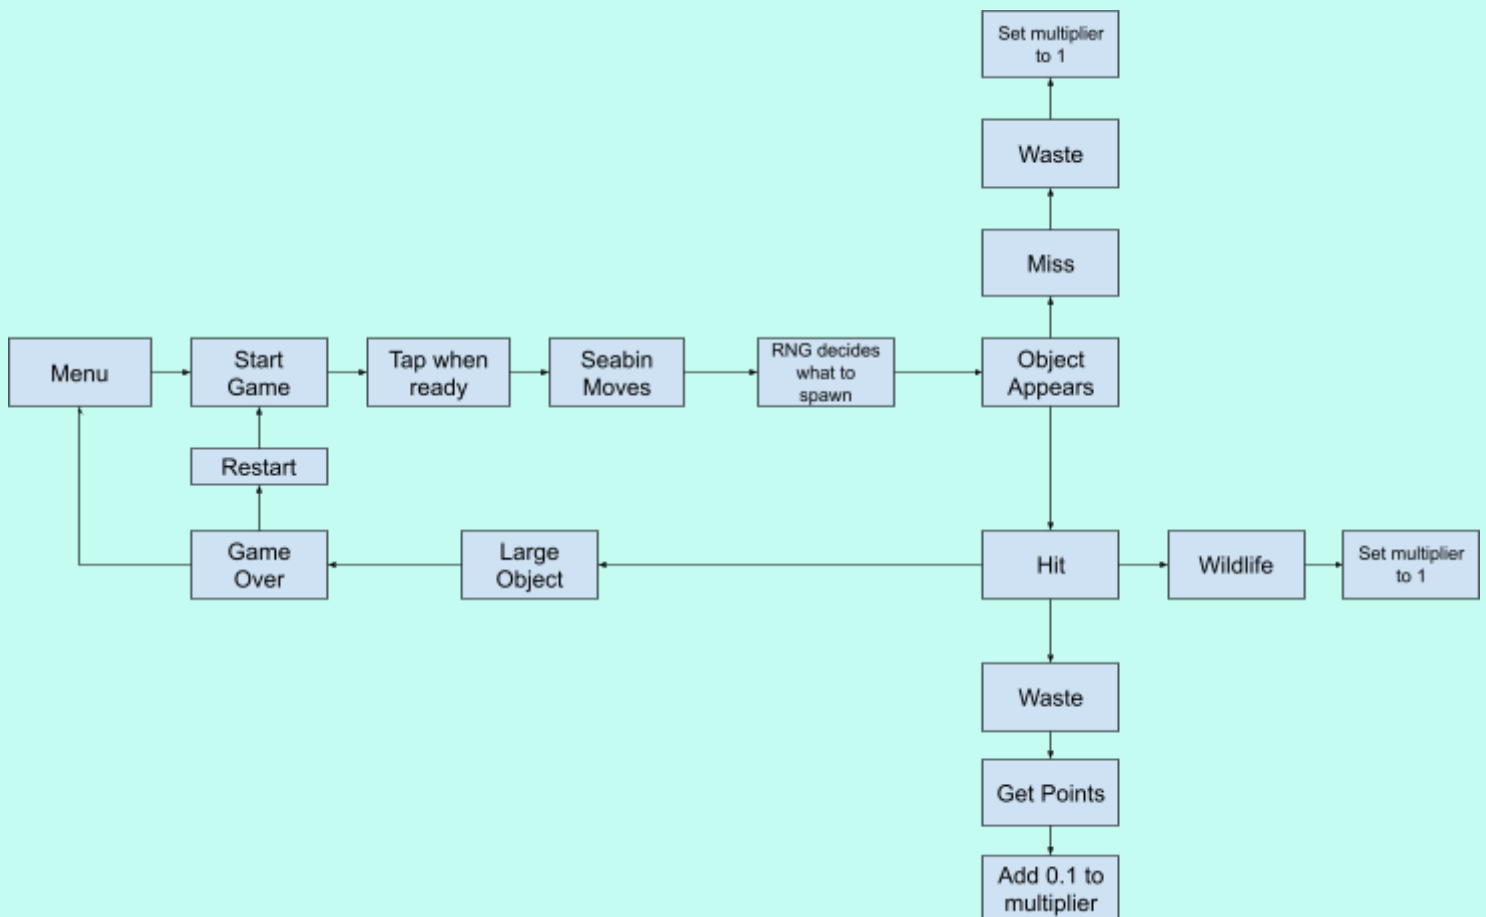 Set multiplier
to 1
Waste
Miss
Menu
Start
Game
Tap when
ready
Seabin
Moves
RNG decides
what to
spawn
Object
Appears
Restart
Game
Over
Large
Object
Hit
Wildlife
Set multiplier
to 1
Waste
Get Points
Add 0.1 to
multiplier